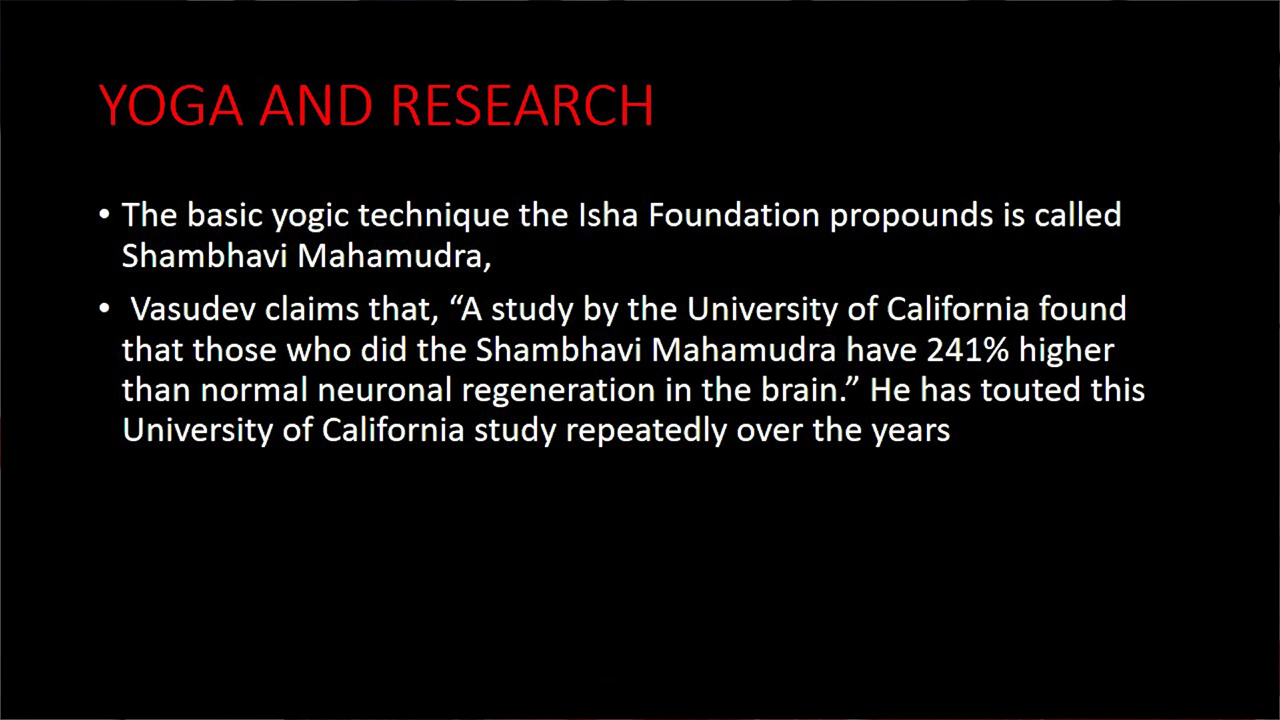 YOGA AND RESEARCH
• The basic yogic technique the Isha Foundation propounds is called
Shambhavi Mahamudra,
• Vasudev claims that, “A study by the University of California found
that those who did the Shambhavi Mahamudra have 241% higher
than normal neuronal regeneration in the brain.” He has touted this
University of California study repeatedly over the years